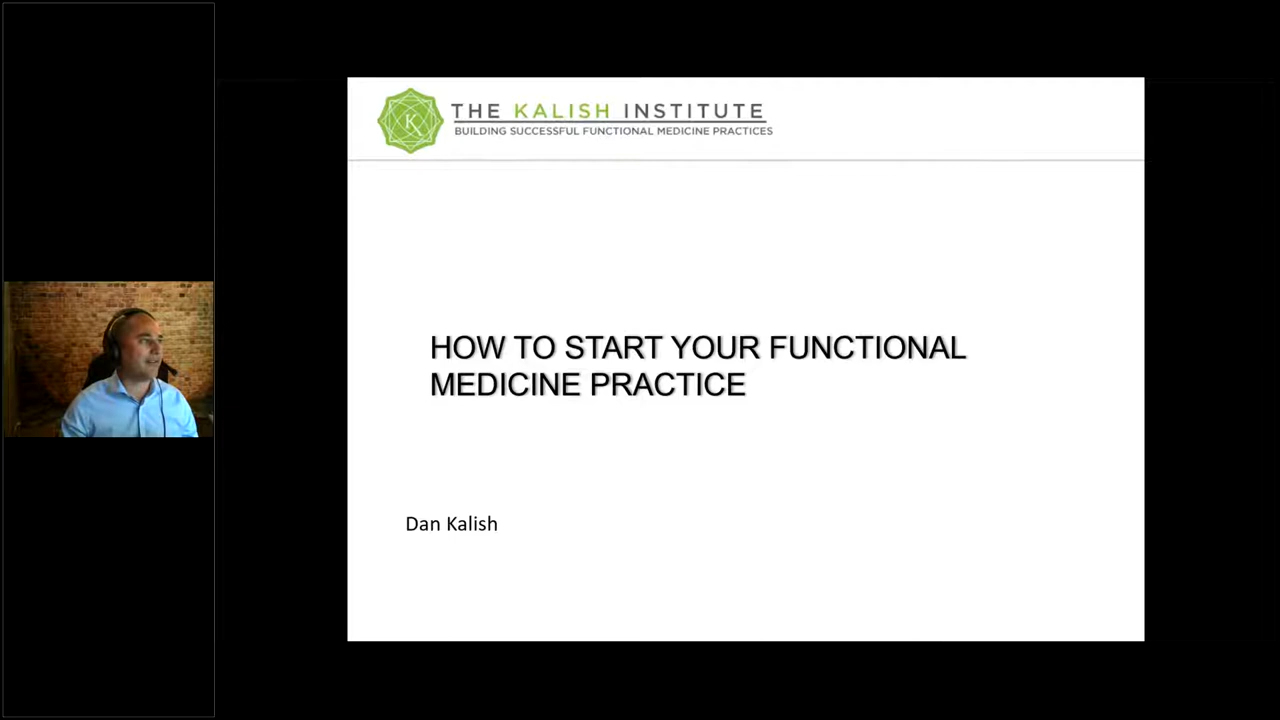 K
THE KALISH INSTITUTE
BUILDING SUCCESSFUL FUNCTIONAL MEDICINE PRACTICES
HOW TO START YOUR FUNCTIONAL
MEDICINE PRACTICE
Dan Kalish